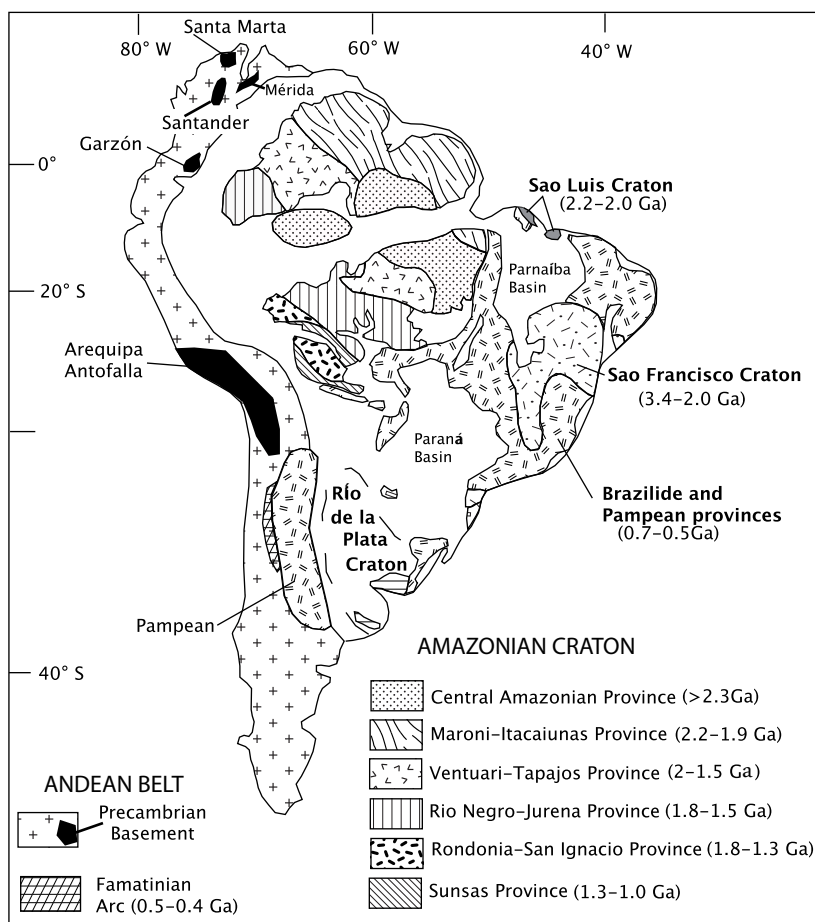 Santa Marta
80° W
60° W
40° W
Mérida
Santander
Garzón
0°
Sao Luis Craton
(2.2–2.0 Ga)
Parnaíba
Basin
20° S
Arequipa
Antofalla
Sao Francisco Craton
(3.4–2.0 Ga)
Paraná
Basin
Río
de la
Plata
Craton
Brazilide and
Pampean provinces
(0.7–0.5Ga)
Pampean
40° S
AMAZONIAN CRATON
Central Amazonian Province (>2.3Ga)
Maroni–Itacaiunas Province (2.2–1.9 Ga)
Ventuari–Tapajos Province (2–1.5 Ga)
Rio Negro–Jurena Province (1.8–1.5 Ga)
Rondonia–San Ignacio Province (1.8–1.3 Ga)
Sunsas Province (1.3–1.0 Ga)
ANDEAN BELT
Precambrian
Basement
Famatinian
Arc (0.5–0.4 Ga)